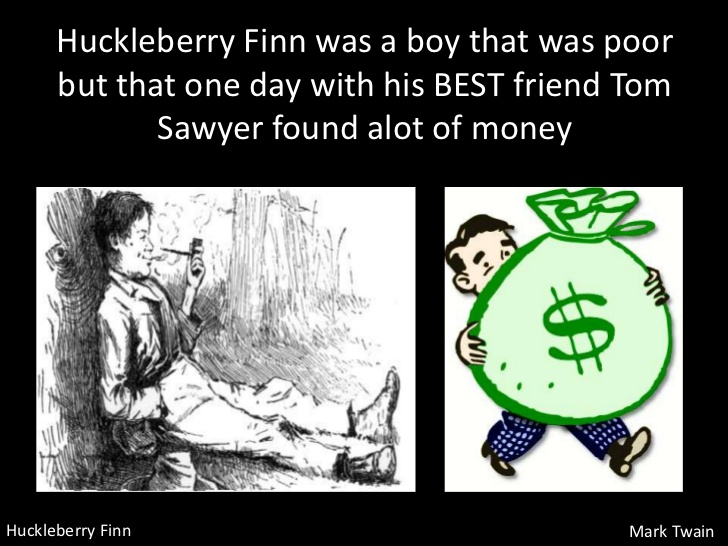 Huckleberry Finn was a boy that was poor
but that one day with his BEST friend Tom
Sawyer found alot of money
$
Huckleberry Finn
Mark Twain